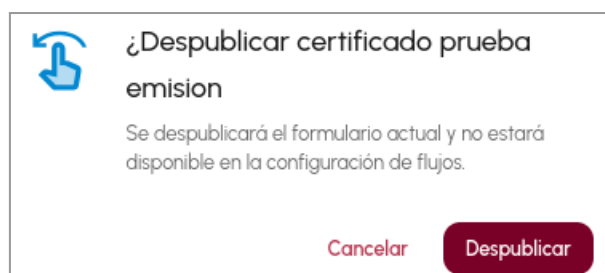 ¿Despublicar certificado prueba
emision
Se despublicará el formulario actual y no estará
disponible en la configuración de flujos.
Cancelar
Despublicar